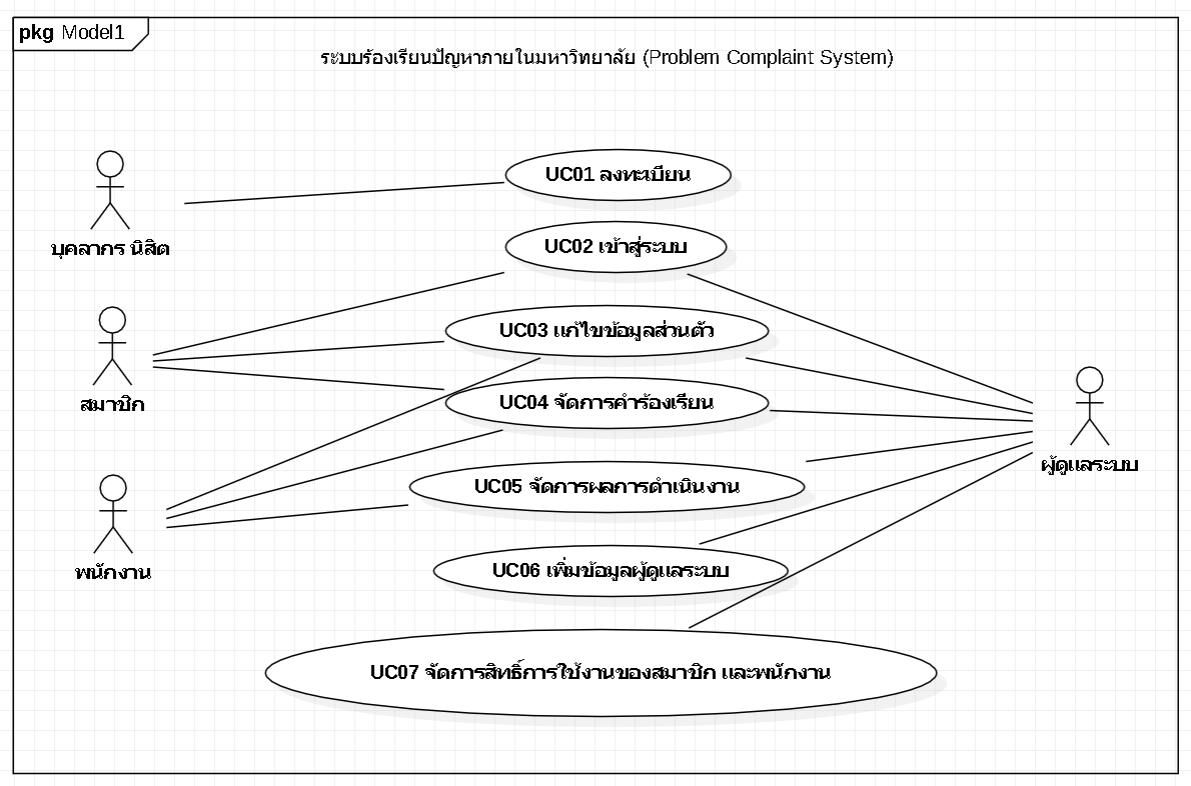 pkg Model1
ระบบร้องเรียนปัญหาภายในมหาวิทยาลัย (Problem Complaint System)
UC01 ลงทะเบียน
บุคลากร นิสิต
UC02 เข้าสู่ระบบ
UC03 แก้ไขข้อมูลส่วนตัว
สมาชิก
UC04 จัดการคำร้องเรียน
ผู้ดูแลระบบ
UC05 จัดการผลการดำเนินงาน
พนักงาน
UC06 เพิ่มข้อมูลผู้ดูแลระบบ
UC07 จัดการสิทธิ์การใช้งานของสมาชิก และพนักงาน